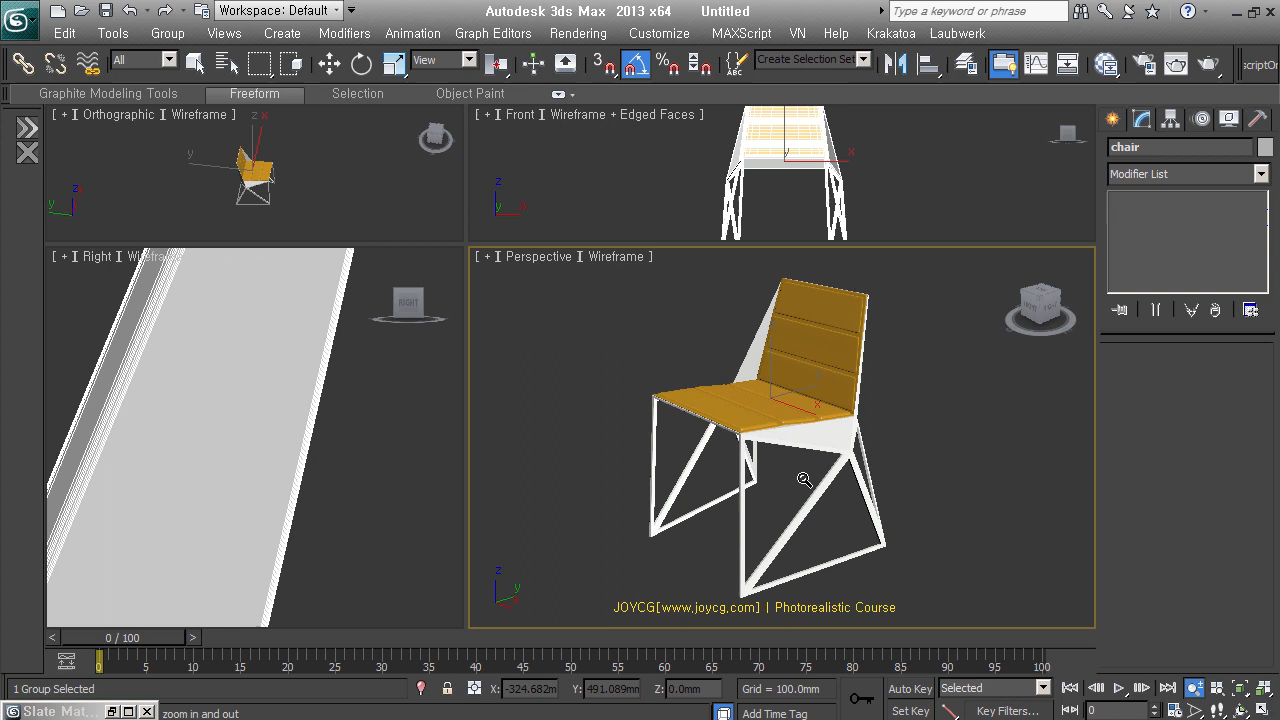 Workspace: Default
Autodesk 3ds Max 2013 x64 Untitled
Type a keyword or phrase
Edit Tools Group Views Create Modifiers Animation Graph Editors Rendering Customize MAXScript VN Help Krakatoa Laubwerk
All
View
3
Create Selection Set
Graphite Modeling Tools Freeform Selection Object Paint
Wireframe + Edged Faces ]
chair
Modifier List
[ + ] Right ] Wirefra
[ + ] Perspective ] Wireframe ]
RIGHT
z
y
x
JOYCG[www.joycg.com] | Photorealistic Course
< 0 / 100 >
0 5 10 15 20 25 30 35 40 45 50 55 60 65 70 75 80 85 90 95 100
1 Group Selected
X: -324.682m Y: 491.089mn Z: 0.0mm Grid = 100.0mm
Auto Key Selected
Slate Mat...
zoom in and out
Add Time Tag
Set Key Key Filters...
0